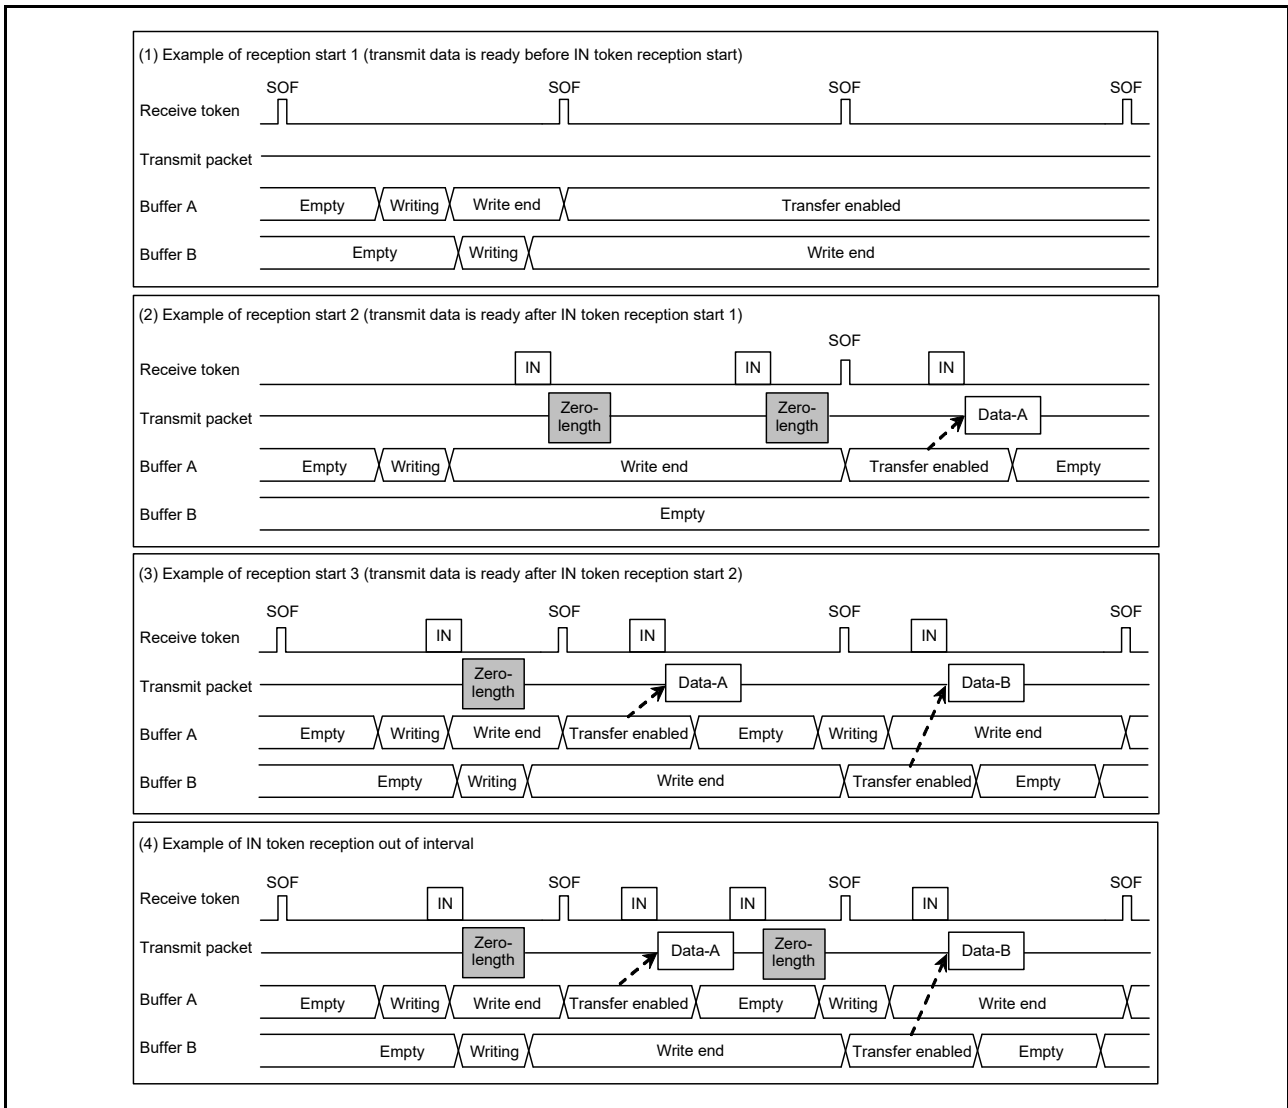 (1) Example of reception start 1 (transmit data is ready before IN token reception start)
SOF SOF SOF SOF
Receive token
Transmit packet
Buffer A Empty Writing Write end Transfer enabled
Buffer B Empty Writing Write end
(2) Example of reception start 2 (transmit data is ready after IN token reception start 1)
SOF
Receive token IN IN IN
Transmit packet Zero-length Zero-length Data-A
Buffer A Empty Writing Write end Transfer enabled Empty
Buffer B Empty
(3) Example of reception start 3 (transmit data is ready after IN token reception start 2)
SOF SOF SOF SOF
Receive token IN IN IN
Transmit packet Zero-length Data-A Data-B
Buffer A Empty Writing Write end Transfer enabled Empty Writing Write end
Buffer B Empty Writing Write end Transfer enabled Empty
(4) Example of IN token reception out of interval
SOF SOF SOF SOF
Receive token IN IN IN IN
Transmit packet Zero-length Data-A Zero-length Data-B
Buffer A Empty Writing Write end Transfer enabled Empty Writing Write end
Buffer B Empty Writing Write end Transfer enabled Empty